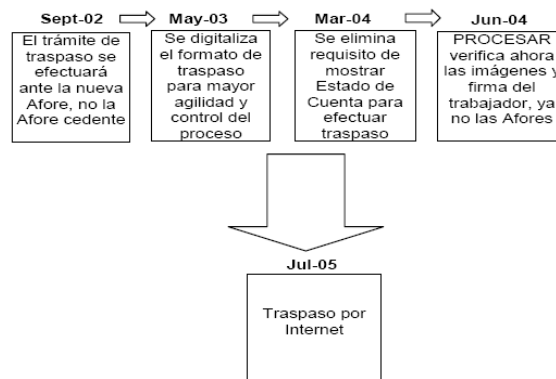 Sept-02
May-03
Mar-04
Jun-04
El trámite de
traspaso se
efectuará
ante la nueva
Afore, no la
Afore cedente
Se digitaliza
el formato de
traspaso
para mayor
agilidad y
control del
proceso
Se elimina
requisito de
mostrar
Estado de
Cuenta para
efectuar
traspaso
PROCESAR
verifica ahora
las imágenes y
firma del
trabajador, ya
no las Afores
Jul-05
Traspaso por
Internet